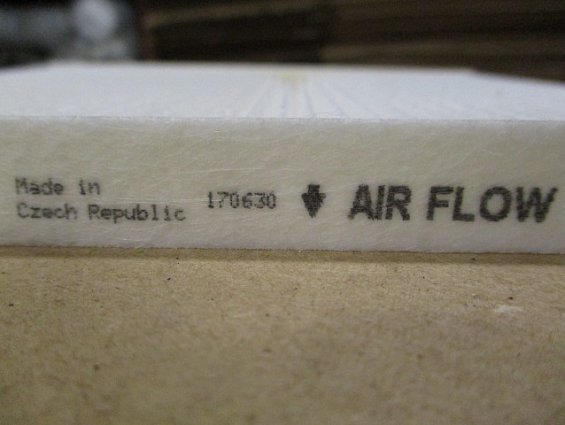 Made in
Czech Republic
170630
AIR FLOW